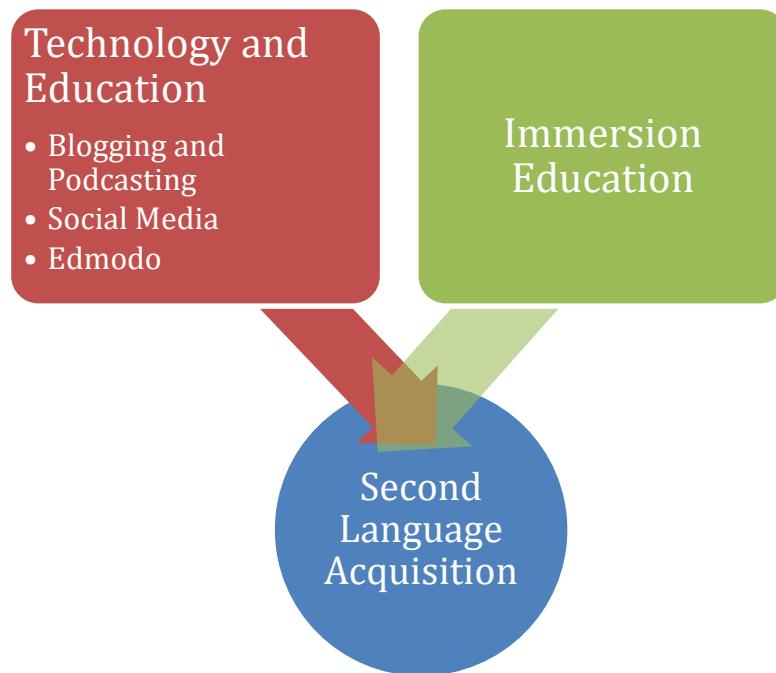 Technology and
Education
• Blogging and
Podcasting
• Social Media
• Edmodo
Immersion
Education
Second
Language
Acquisition